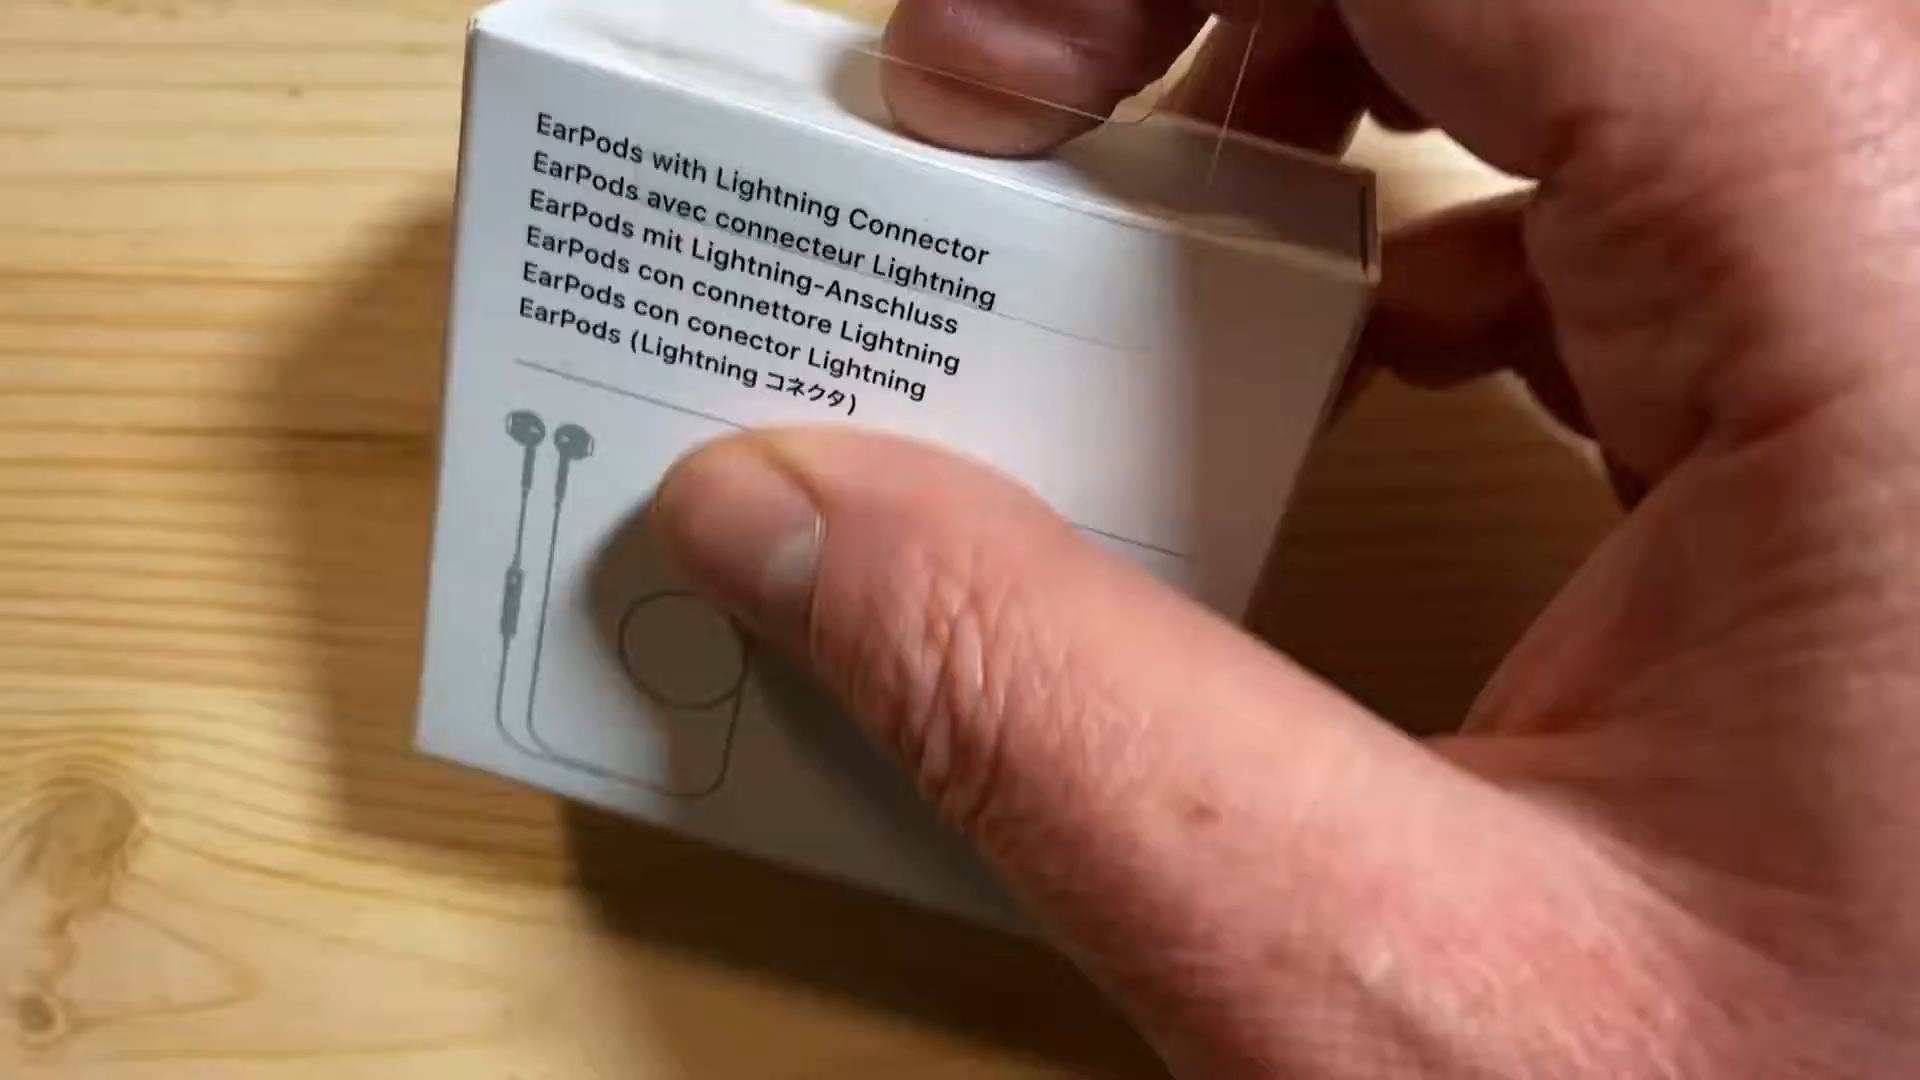 EarPods with Lightning Connector
EarPods avec connecteur Lightning
EarPods mit Lightning-Anschluss
EarPods con connettore Lightning
EarPods con conector Lightning
EarPods (Lightning コネクタ)